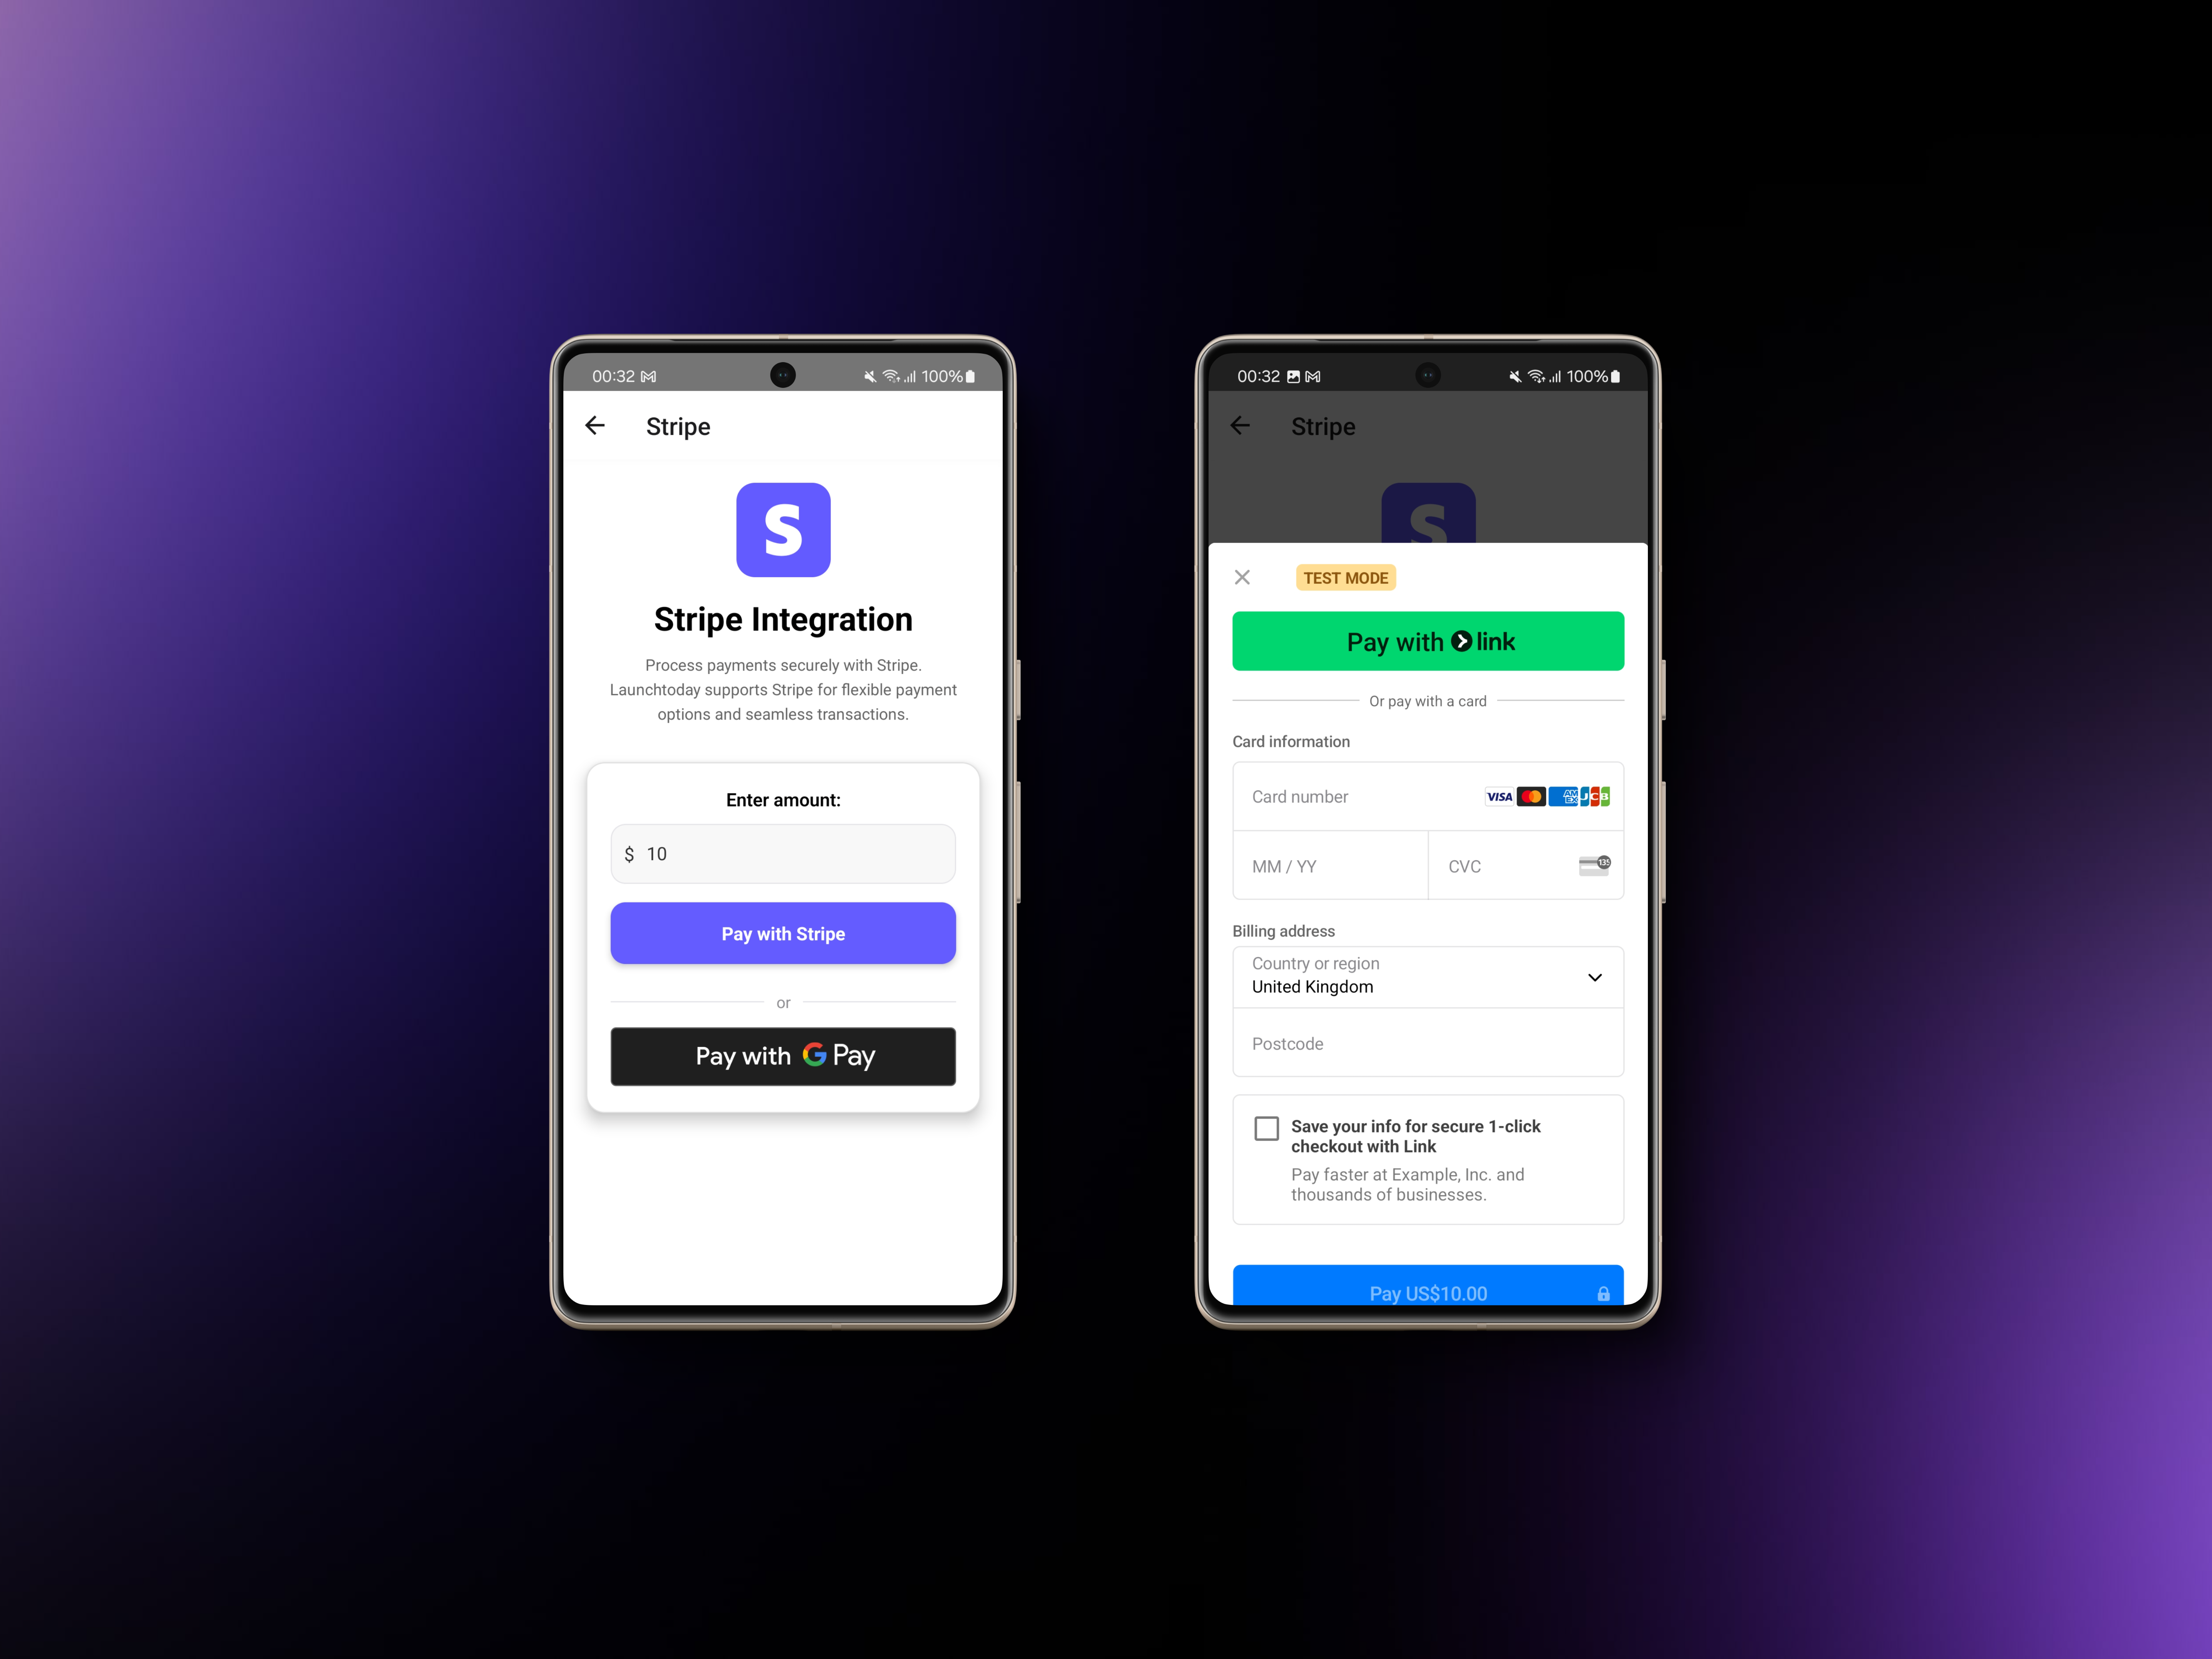 00:32
100%
Stripe
S
Stripe Integration
Process payments securely with Stripe.
Launchtoday supports Stripe for flexible payment
options and seamless transactions.
Enter amount:
$ 10
Pay with Stripe
or
Pay with G Pay
00:32
100%
Stripe
S
TEST MODE
Pay with link
Or pay with a card
Card information
Card number VISA AMEX JCB
MM / YY CVC 135
Billing address
Country or region
United Kingdom
Postcode
Save your info for secure 1-click
checkout with Link
Pay faster at Example, Inc. and
thousands of businesses.
Pay US$10.00